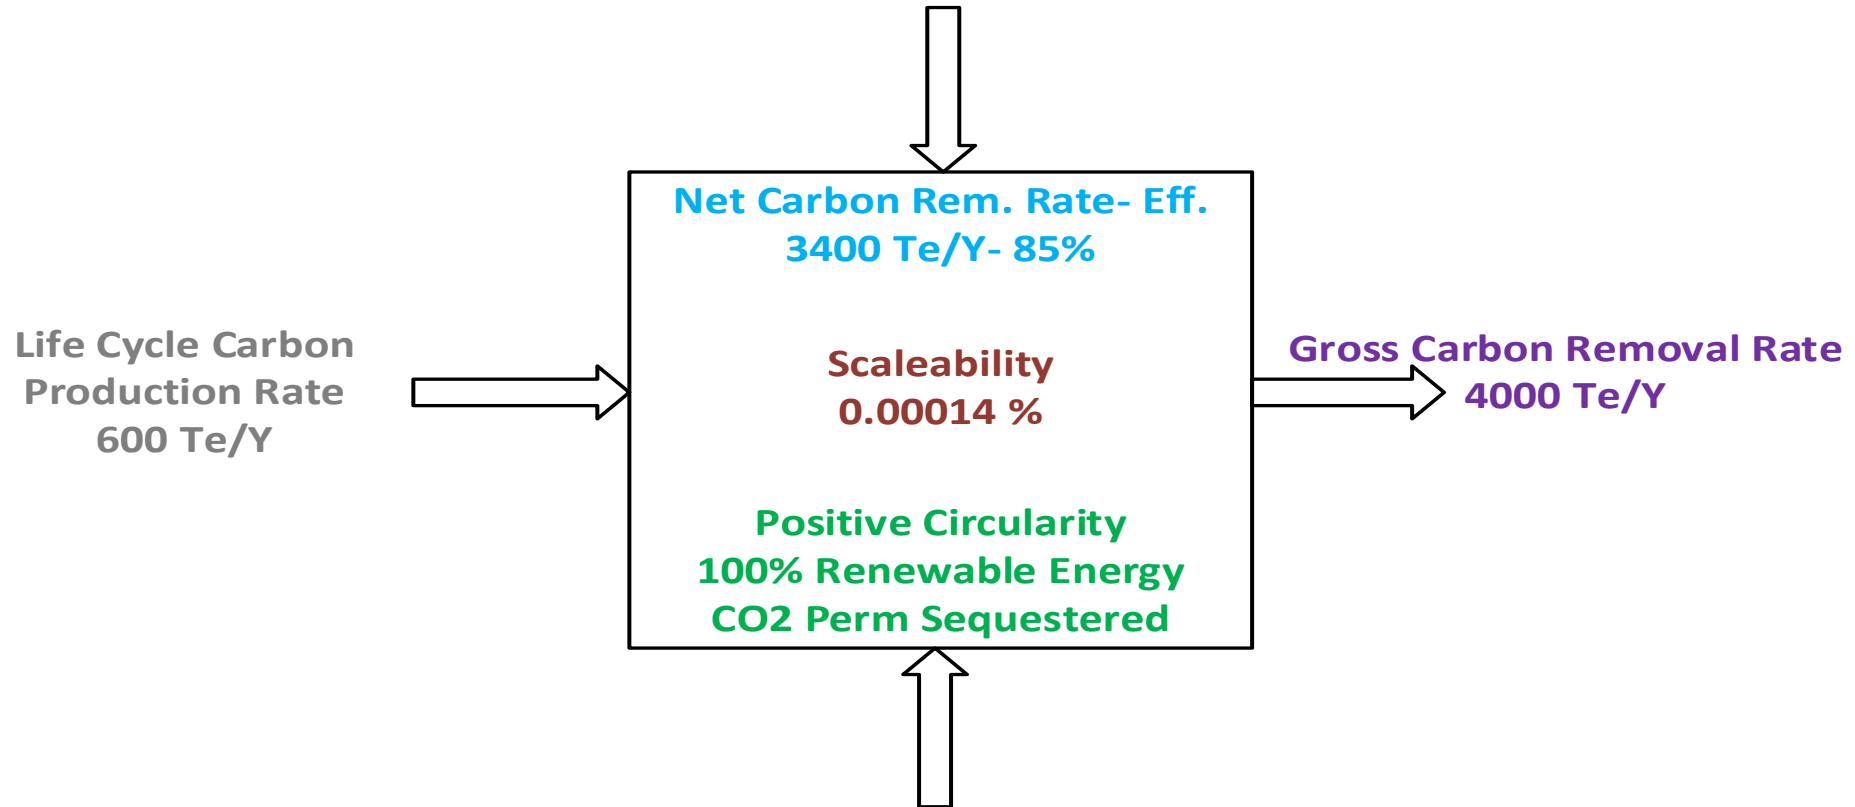 Net Carbon Rem. Rate- Eff.
3400 Te/Y- 85%
Life Cycle Carbon
Production Rate
600 Te/Y
Scaleability
0.00014 %
Gross Carbon Removal Rate
4000 Te/Y
Positive Circularity
100% Renewable Energy
CO2 Perm Sequestered